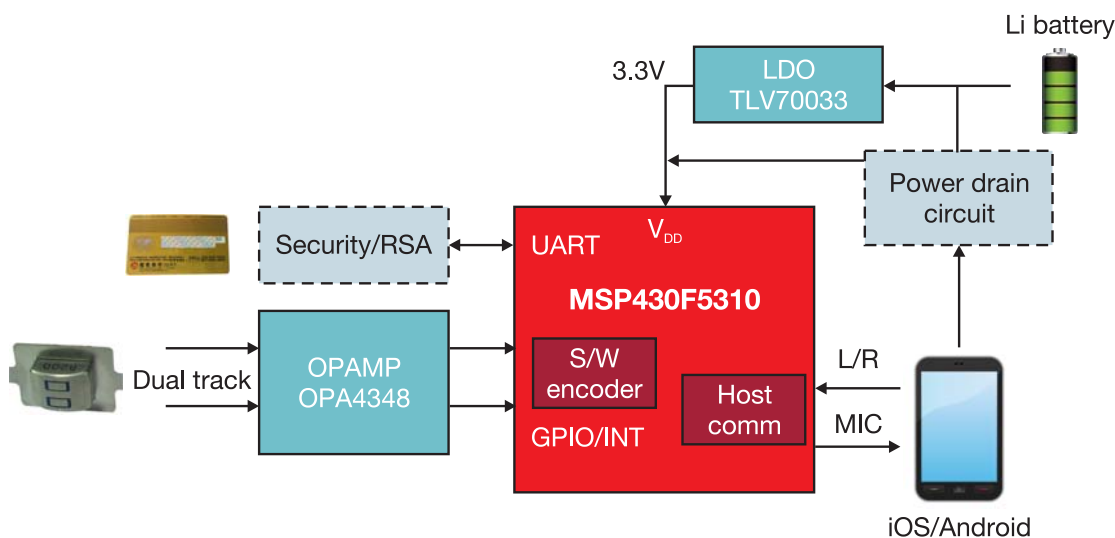 Li battery
3.3V
LDO
TLV70033
Power drain
circuit
Security/RSA
UART
VDD
MSP430F5310
Dual track
OPAMP
OPA4348
S/W
encoder
GPIO/INT
Host
comm
L/R
MIC
iOS/Android